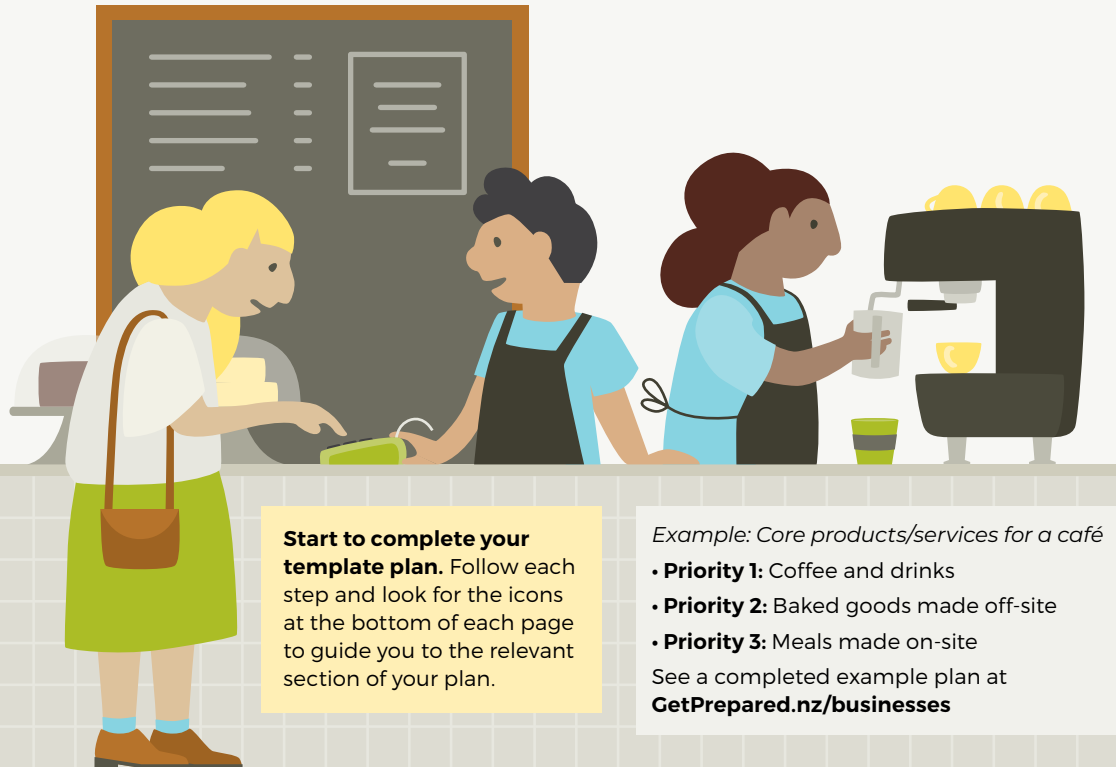 Start to complete your
template plan. Follow each
step and look for the icons
at the bottom of each page
to guide you to the relevant
section of your plan.
Example: Core products/services for a café
• Priority 1: Coffee and drinks
• Priority 2: Baked goods made off-site
• Priority 3: Meals made on-site
See a completed example plan at
GetPrepared.nz/businesses